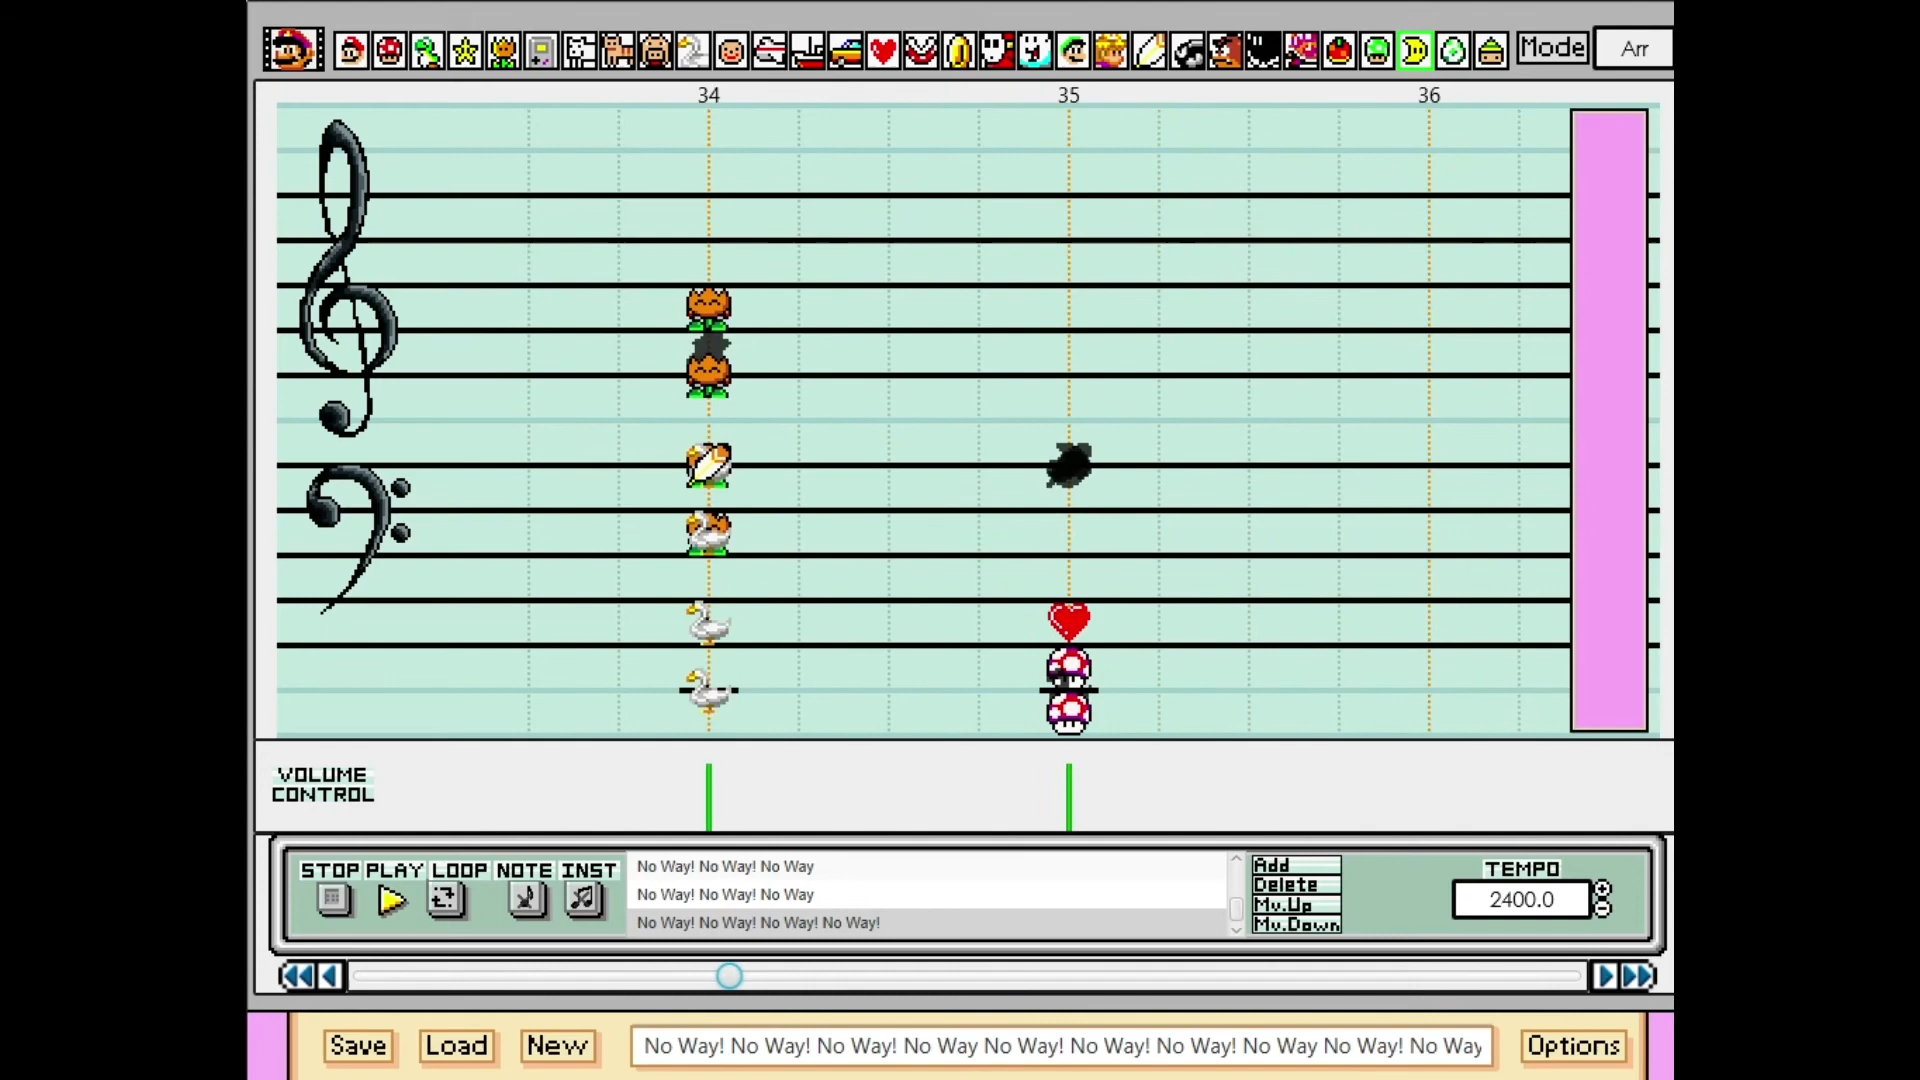 Mode
Arr
34
35
36
VOLUME
CONTROL
STOP PLAY LOOP NOTE INST
No Way! No Way! No Way
No Way! No Way! No Way
No Way! No Way! No Way! No Way!
Add
Delete
Mv.Up
Mv.Down
TEMPO
2400.0
Save
Load
New
No Way! No Way! No Way! No Way No Way! No Way! No Way! No Way No Way! No Way
Options